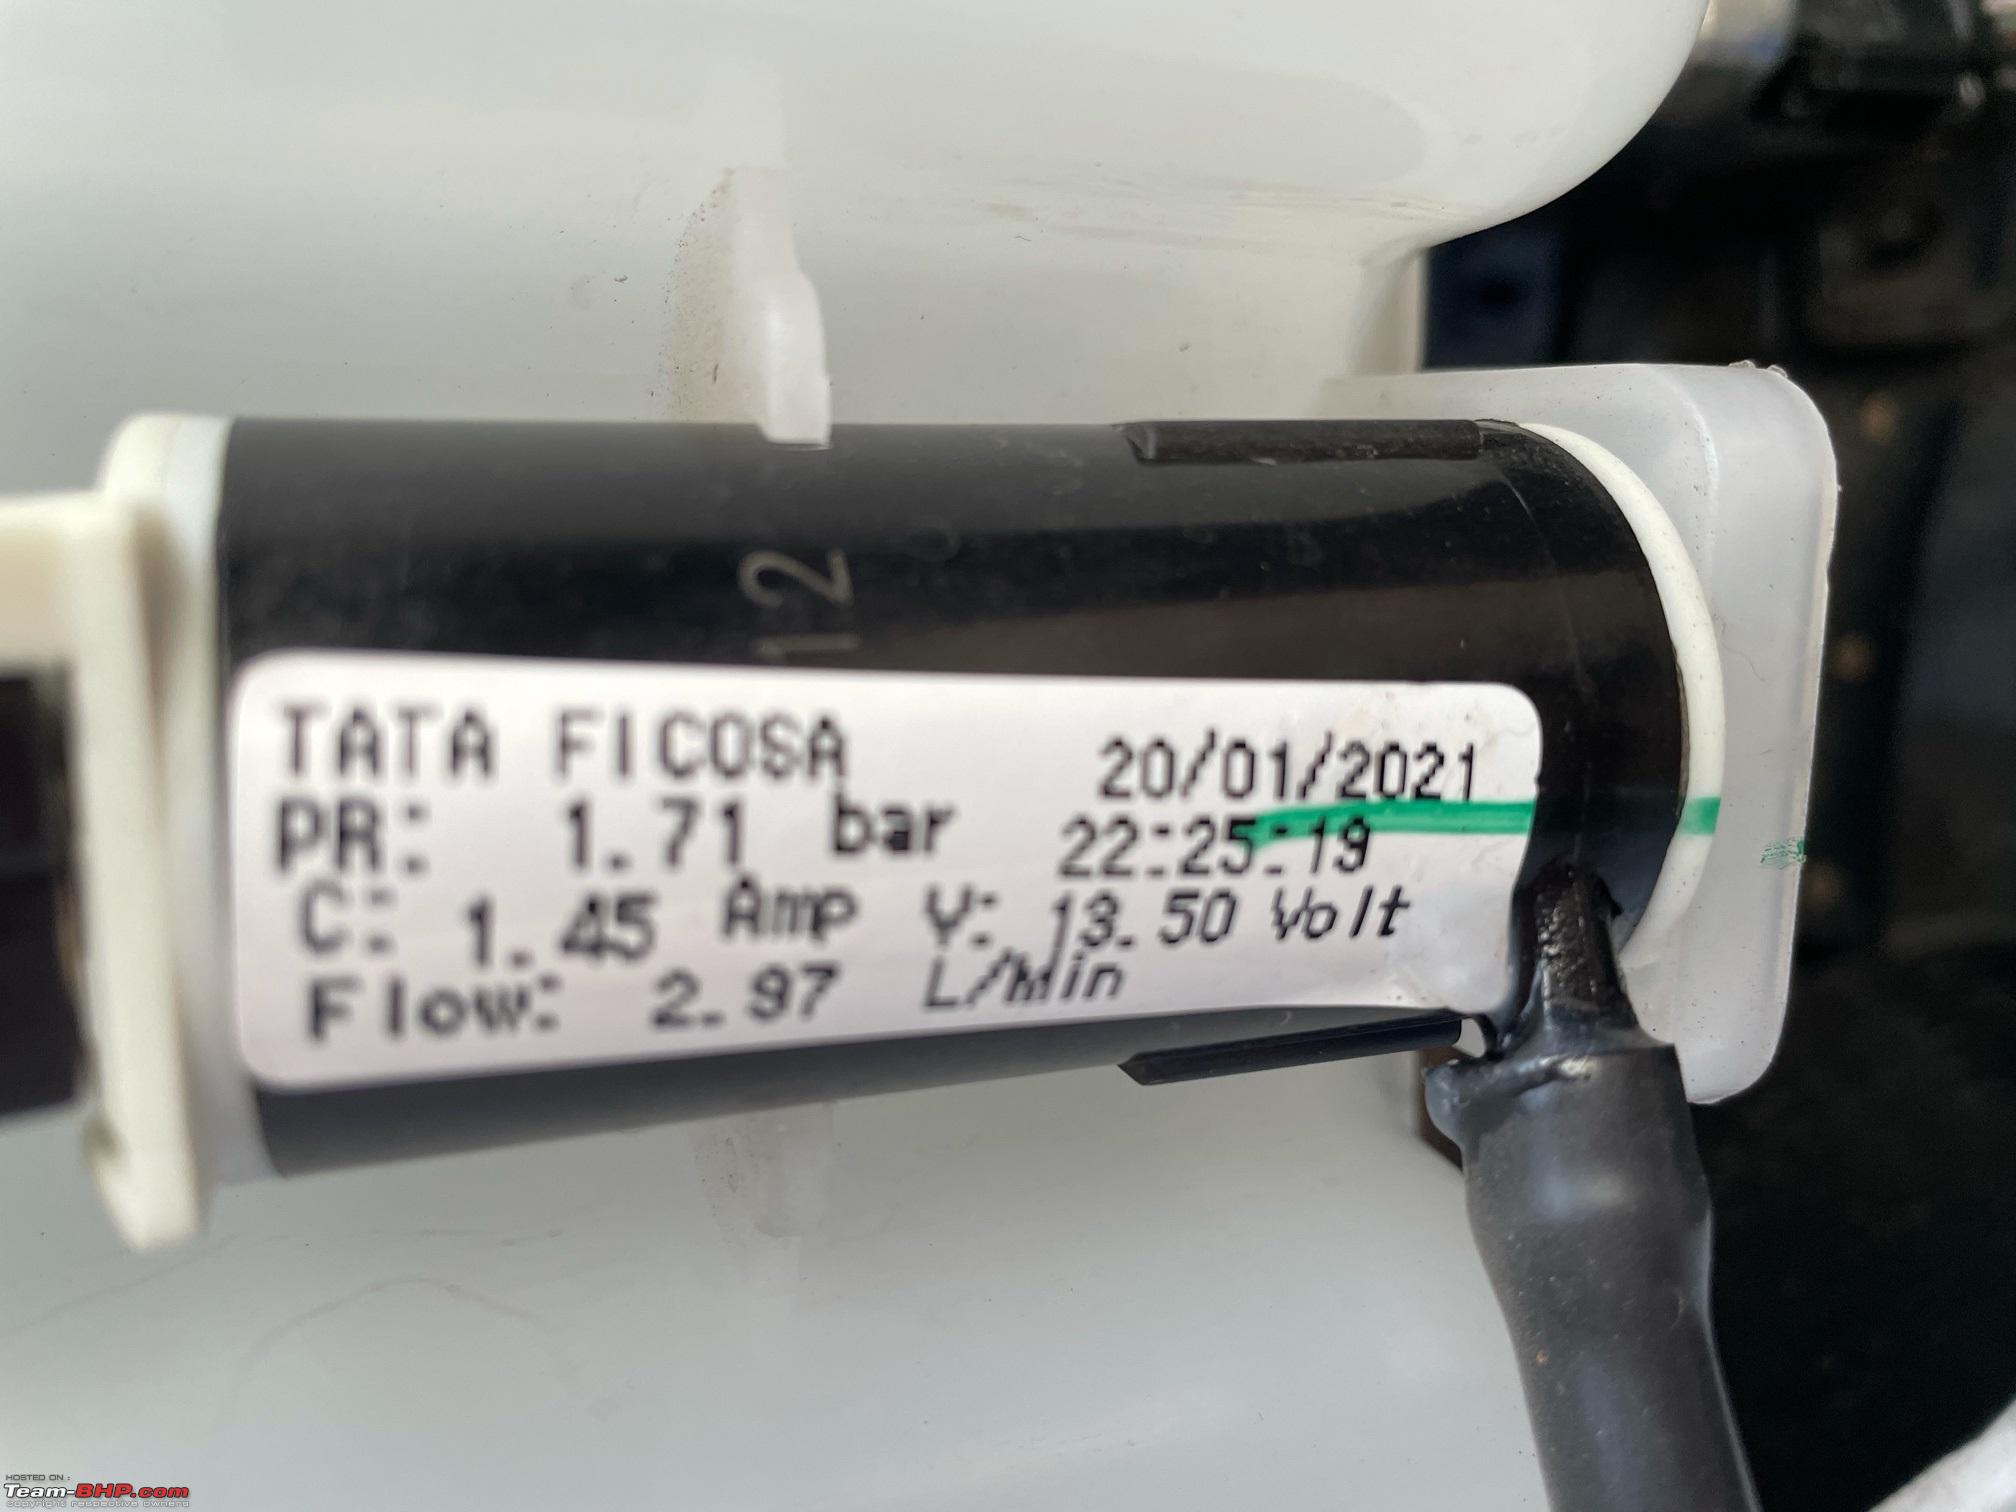 12
TATA FICOSA 20/01/2021
PR: 1.71 bar 22:25:19
C: 1.45 Amp V: 13.50 Volt
Flow: 2.97 L/Min
HOSTED ON :
Team-BHP.com
copyright respective owners